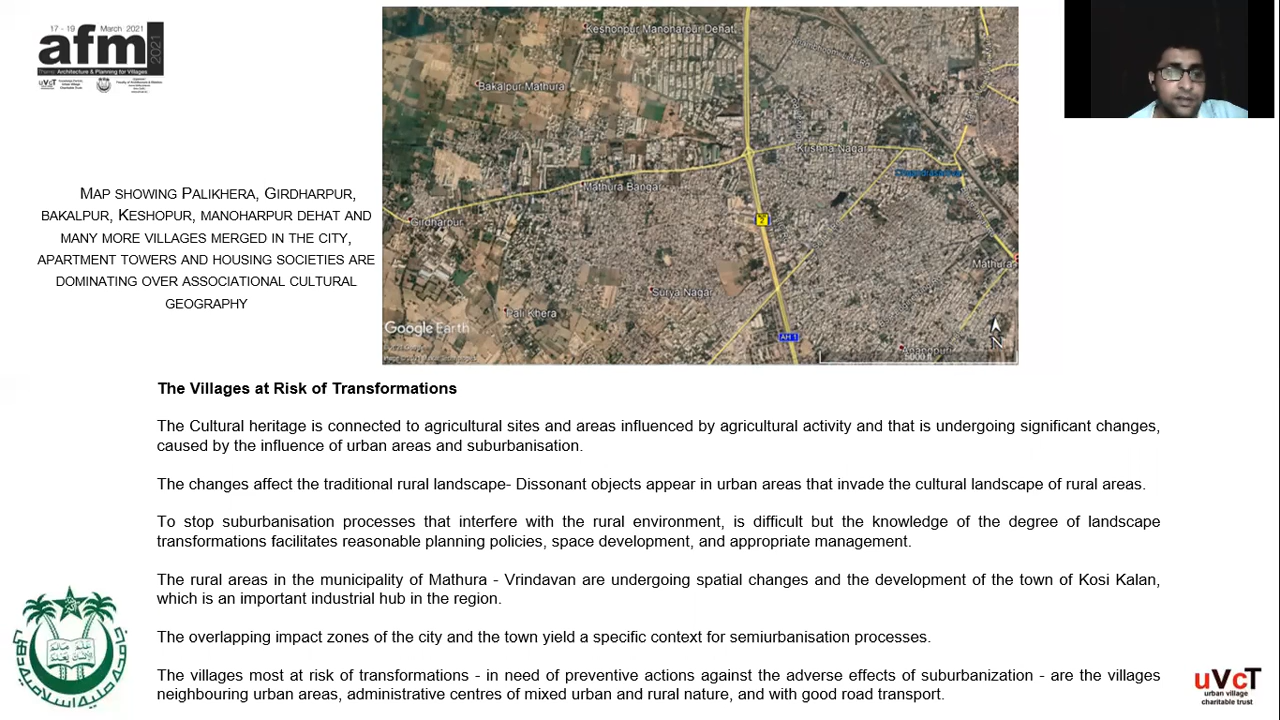 17 - 19 March 2021
afm 2021
Architecture & Planning for Villages
Keshonpur Manoharpur Dehat
Bakalpur Mathura
Krishna Nagar
Mathura Bangar
Girdharpur
Mathura
Surya Nagar
Pali Khera
Google Earth
AH 1
N
Anandpuri
5000 ft
MAP SHOWING PALIKHERA, GIRDHARPUR,
BAKALPUR, KESHOPUR, MANOHARPUR DEHAT AND
MANY MORE VILLAGES MERGED IN THE CITY,
APARTMENT TOWERS AND HOUSING SOCIETIES ARE
DOMINATING OVER ASSOCIATIONAL CULTURAL
GEOGRAPHY
The Villages at Risk of Transformations
The Cultural heritage is connected to agricultural sites and areas influenced by agricultural activity and that is undergoing significant changes,
caused by the influence of urban areas and suburbanisation.
The changes affect the traditional rural landscape- Dissonant objects appear in urban areas that invade the cultural landscape of rural areas.
To stop suburbanisation processes that interfere with the rural environment, is difficult but the knowledge of the degree of landscape
transformations facilitates reasonable planning policies, space development, and appropriate management.
The rural areas in the municipality of Mathura - Vrindavan are undergoing spatial changes and the development of the town of Kosi Kalan,
which is an important industrial hub in the region.
The overlapping impact zones of the city and the town yield a specific context for semiurbanisation processes.
The villages most at risk of transformations - in need of preventive actions against the adverse effects of suburbanization - are the villages
neighbouring urban areas, administrative centres of mixed urban and rural nature, and with good road transport.
uVcT
urban village
charitable trust